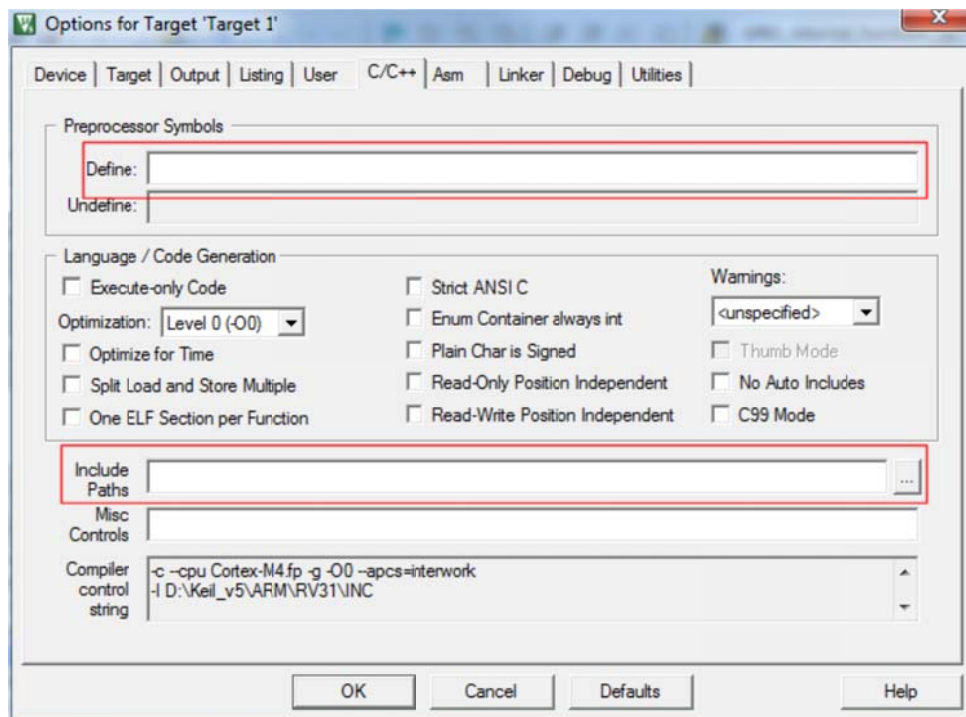 Options for Target 'Target 1'
Device | Target | Output | Listing | User C/C++ Asm | Linker | Debug | Utilities
Preprocessor Symbols
Define:
Undefine:
Language / Code Generation
Execute-only Code
Optimization: Level 0 (-O0)
Optimize for Time
Split Load and Store Multiple
One ELF Section per Function
Strict ANSI C
Enum Container always int
Plain Char is Signed
Read-Only Position Independent
Read-Write Position Independent
Warnings:
<unspecified>
Thumb Mode
No Auto Includes
C99 Mode
Include
Paths
...
Misc
Controls
Compiler
control
string
-c --cpu Cortex-M4.fp -g -O0 --apcs=interwork
-I D:\Keil_v5\ARM\RV31\INC
OK Cancel Defaults Help